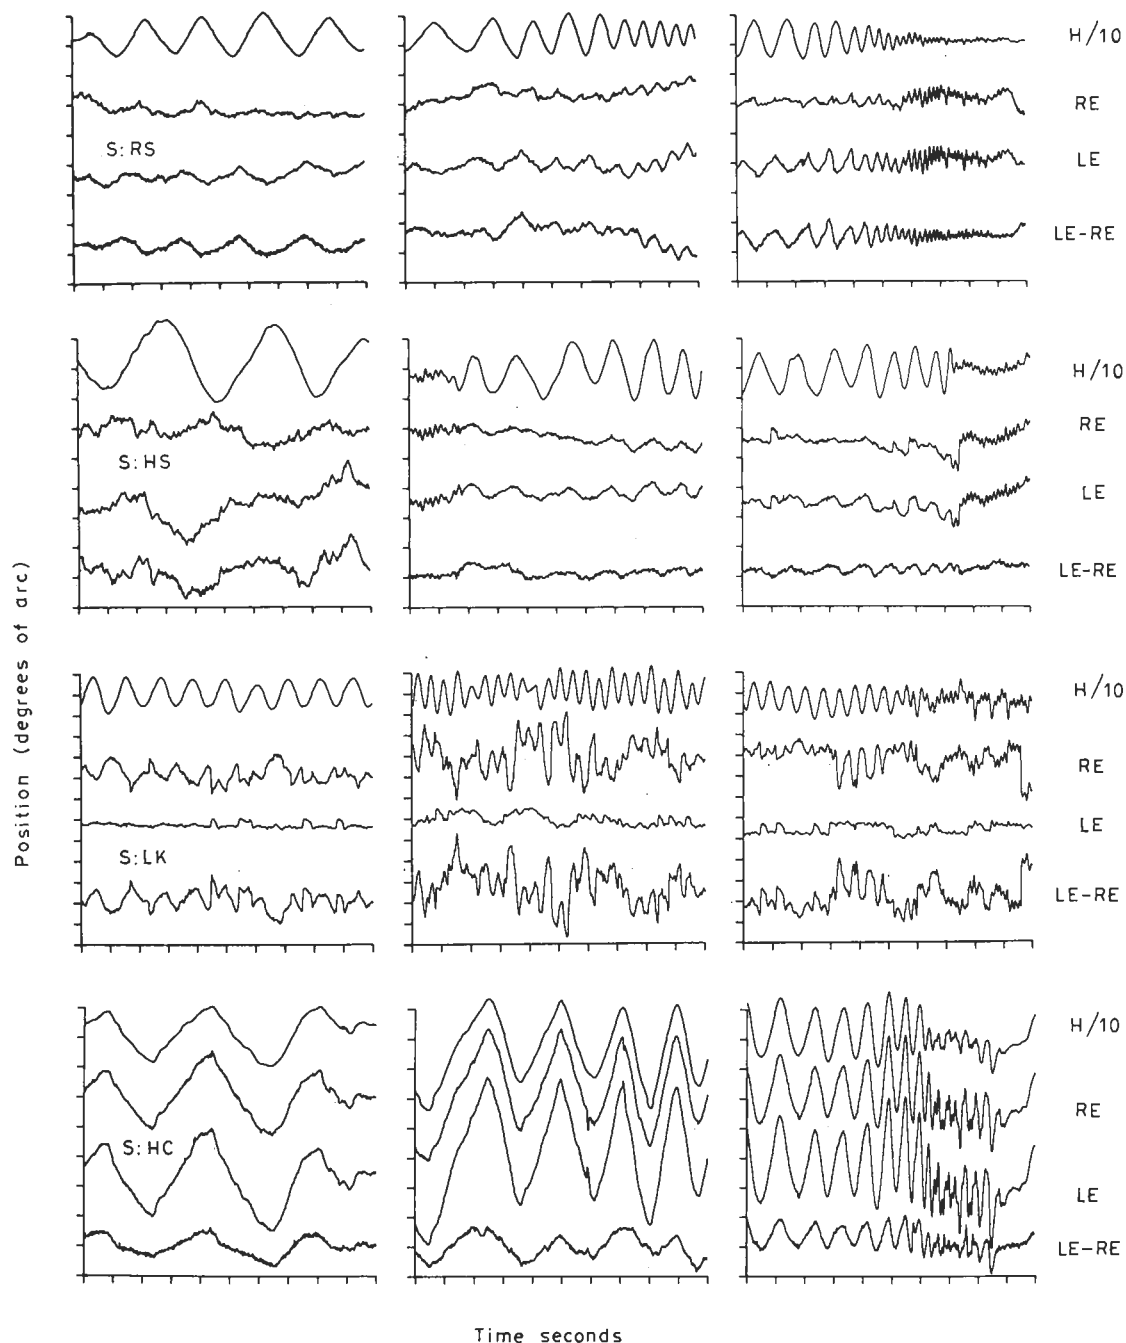 H/10
RE
S:RS
LE
LE-RE
H/10
RE
S:HS
LE
LE-RE
H/10
RE
LE
S:LK
LE-RE
H/10
RE
S:HC
LE
LE-RE
Position (degrees of arc)
Time seconds